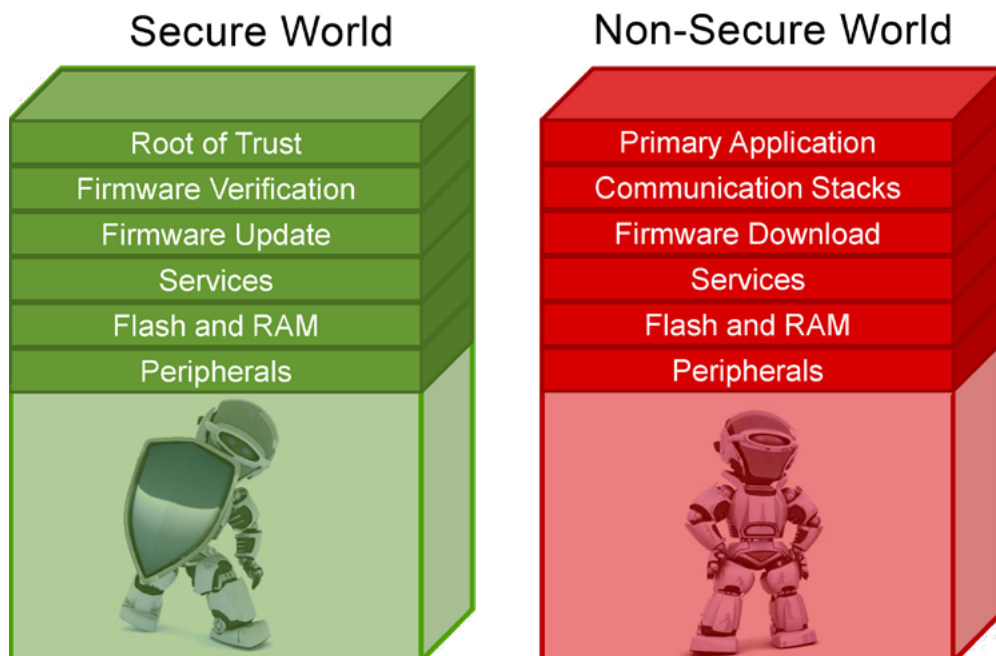 Secure World
Root of Trust
Firmware Verification
Firmware Update
Services
Flash and RAM
Peripherals
Non-Secure World
Primary Application
Communication Stacks
Firmware Download
Services
Flash and RAM
Peripherals